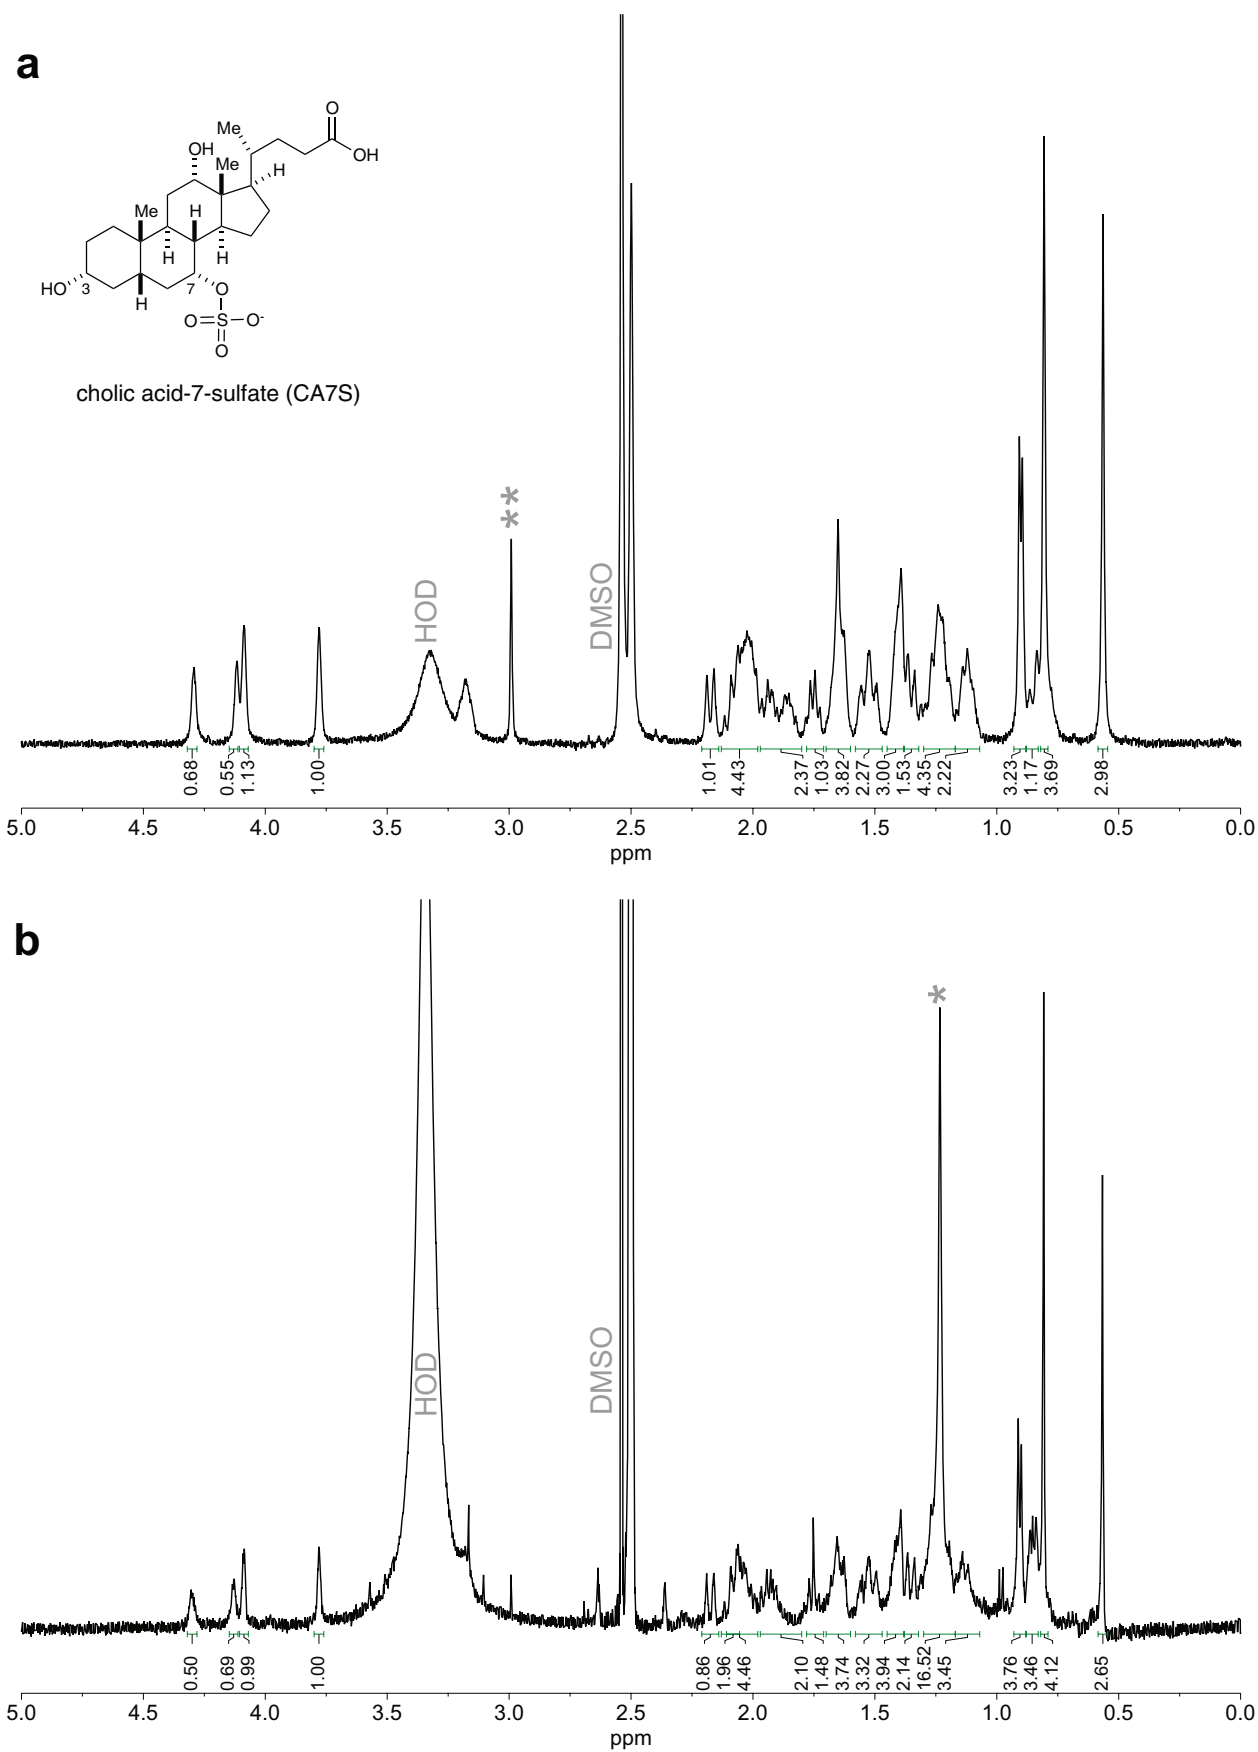 a
O
Me
OH
OH
Me
H
Me
H
H
H
HO
3
7
O
H
O=S-O-
O
cholic acid-7-sulfate (CA7S)
**
HOD
DMSO
0.68
0.55
1.13
1.00
1.01
4.43
2.37
1.03
3.82
2.27
3.00
1.53
4.35
2.22
3.23
1.17
3.69
2.98
5.0 4.5 4.0 3.5 3.0 2.5 2.0 1.5 1.0 0.5 0.0
ppm
b
*
HOD
DMSO
0.50
0.69
0.99
1.00
0.86
1.96
4.46
2.10
1.48
3.74
3.32
3.94
2.14
16.52
3.45
3.76
3.46
4.12
2.65
5.0 4.5 4.0 3.5 3.0 2.5 2.0 1.5 1.0 0.5 0.0
ppm